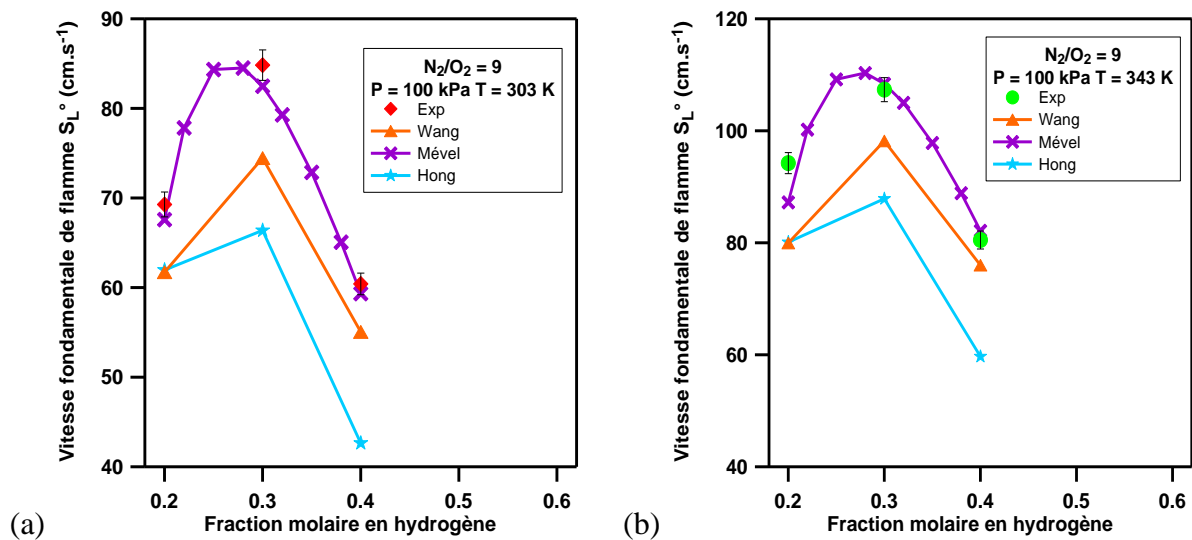 Vitesse fondamentale de flamme SL° (cm.s-1)
90
80
70
60
50
40
N2/O2 = 9
P = 100 kPa T = 303 K
Exp
Wang
Mével
Hong
0.2 0.3 0.4 0.5 0.6
Fraction molaire en hydrogène
(a)
Vitesse fondamentale de flamme SL° (cm.s-1)
120
100
80
60
40
N2/O2 = 9
P = 100 kPa T = 343 K
Exp
Wang
Mével
Hong
0.2 0.3 0.4 0.5 0.6
Fraction molaire en hydrogène
(b)